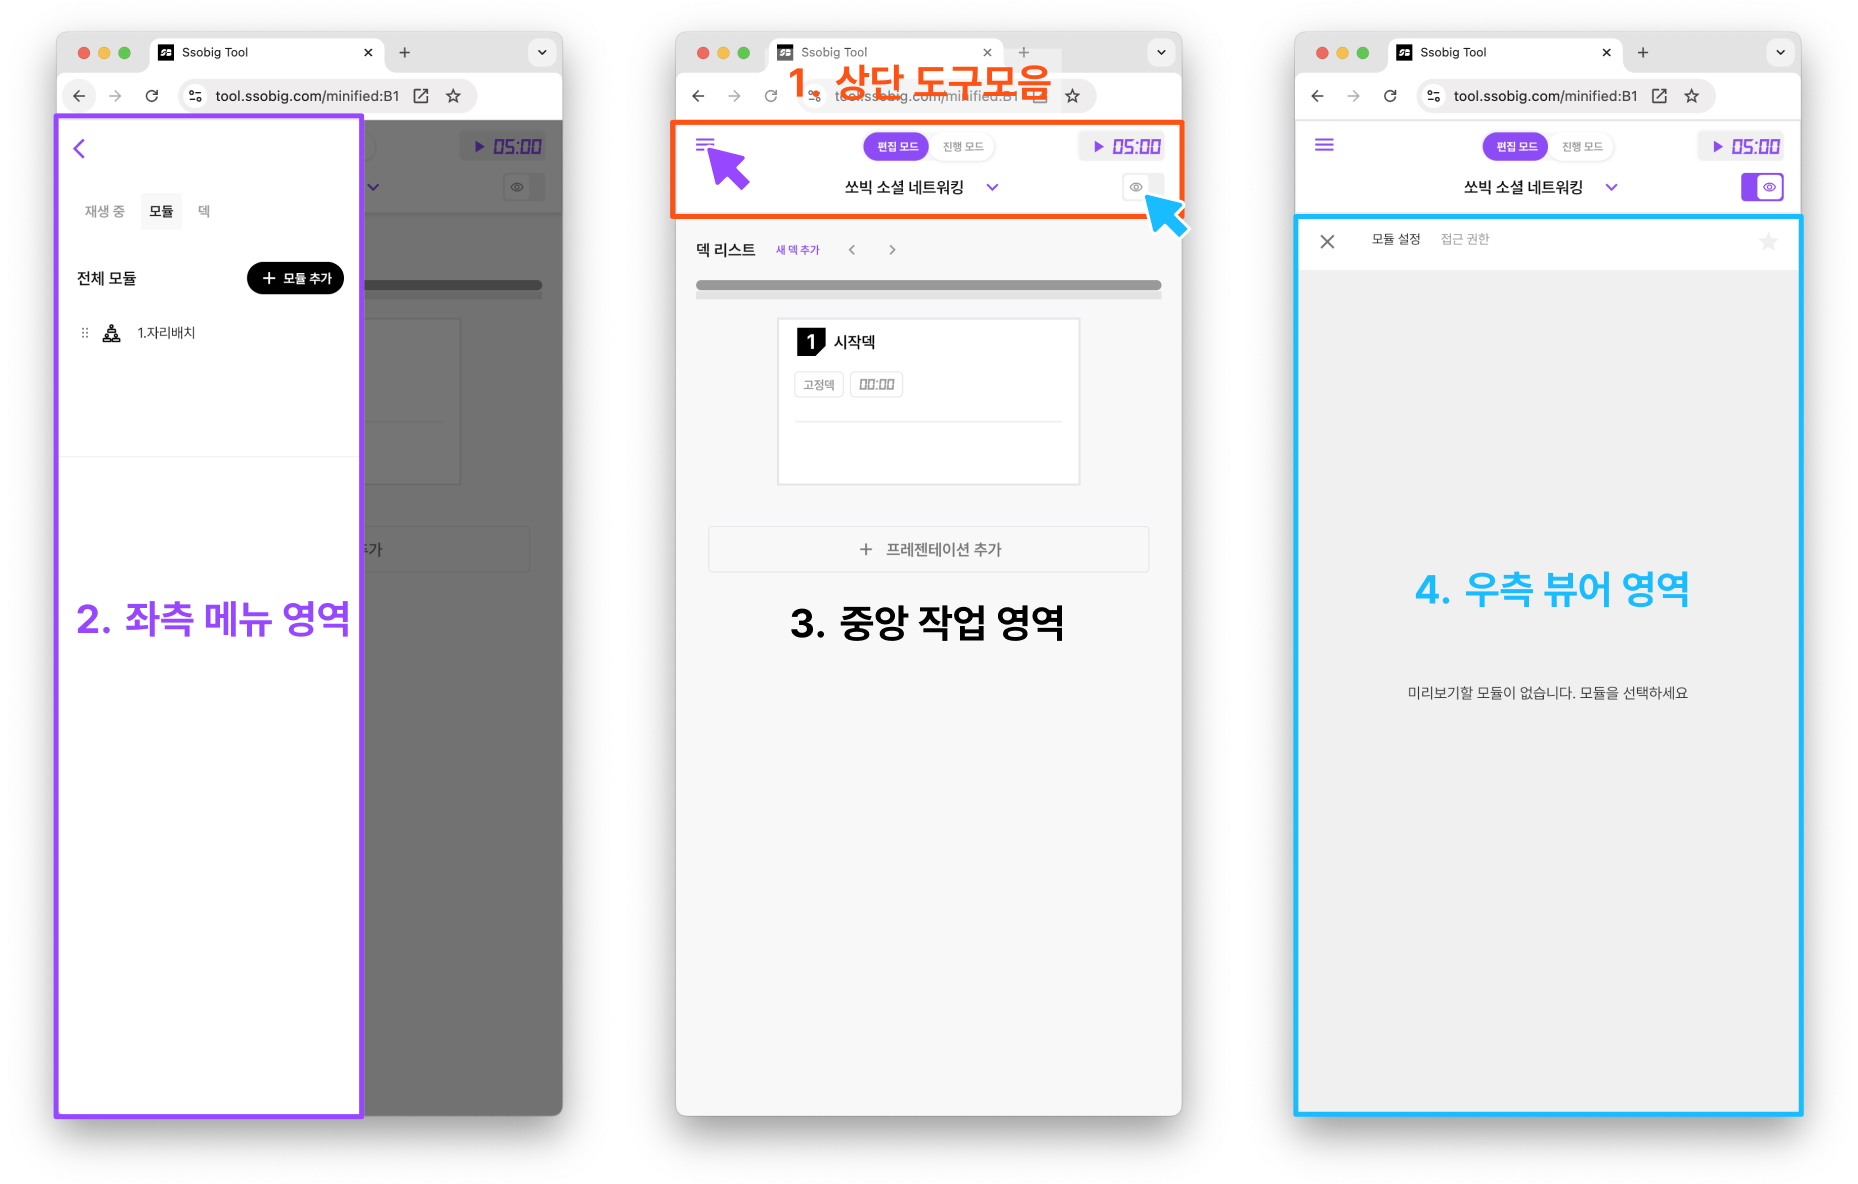 Ssobig Tool
tool.ssobig.com/minified:B1
05:00
재생 중 모듈 덱
전체 모듈
모듈 추가
1.자리배치
추가
2. 좌측 메뉴 영역
Ssobig Tool
1. 상단 도구모음
tool.ssobig.com/minified:B1
편집 모드 진행 모드
05:00
쏘빅 소셜 네트워킹
덱 리스트 새 덱 추가
1 시작덱
고정덱 00:00
프레젠테이션 추가
3. 중앙 작업 영역
Ssobig Tool
tool.ssobig.com/minified:B1
편집 모드 진행 모드
05:00
쏘빅 소셜 네트워킹
모듈 설정 접근 권한
4. 우측 뷰어 영역
미리보기할 모듈이 없습니다. 모듈을 선택하세요